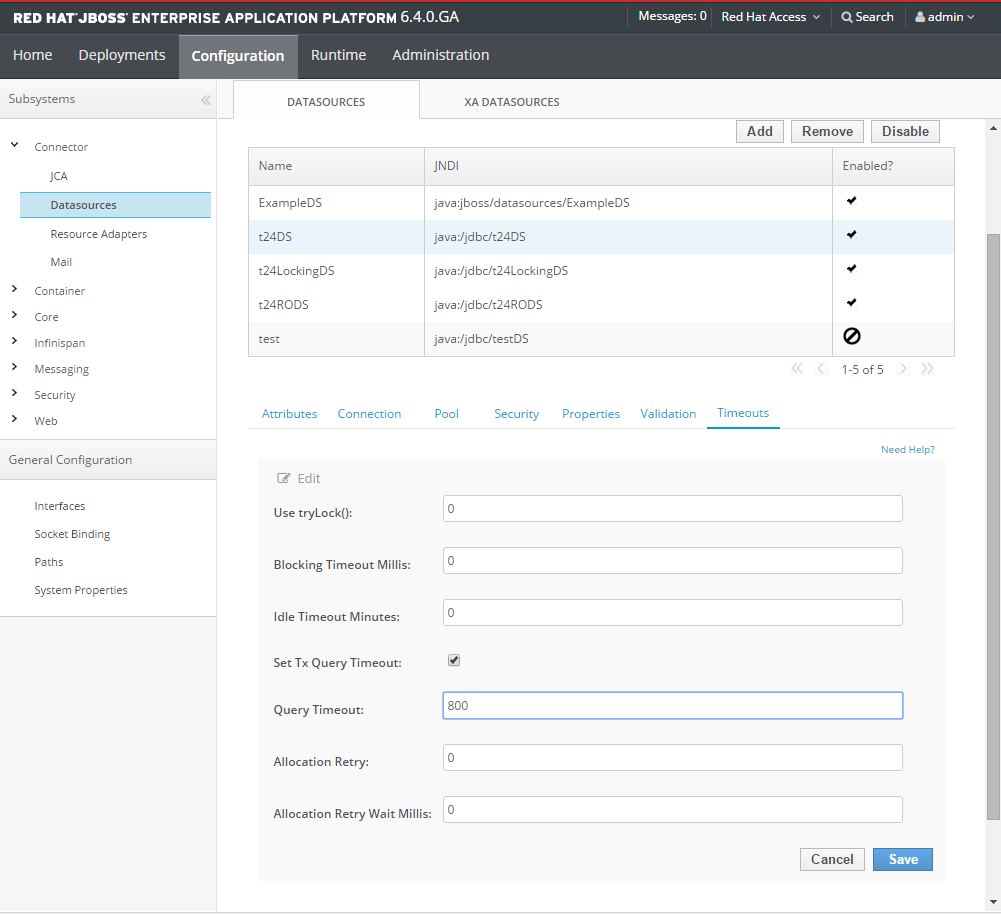 RED HAT JBOSS ENTERPRISE APPLICATION PLATFORM 6.4.0.GA
Messages: 0 Red Hat Access Search admin
Home Deployments Configuration Runtime Administration
Subsystems
Connector
JCA
Datasources
Resource Adapters
Mail
Container
Core
Infinispan
Messaging
Security
Web
General Configuration
Interfaces
Socket Binding
Paths
System Properties
DATASOURCES XA DATASOURCES
Add Remove Disable
Name JNDI Enabled?
ExampleDS java:jboss/datasources/ExampleDS
t24DS java:/jdbc/t24DS
t24LockingDS java:/jdbc/t24LockingDS
t24RODS java:/jdbc/t24RODS
test java:/jdbc/testDS
1-5 of 5
Attributes Connection Pool Security Properties Validation Timeouts
Need Help?
Edit
Use tryLock(): 0
Blocking Timeout Millis: 0
Idle Timeout Minutes: 0
Set Tx Query Timeout:
Query Timeout: 800
Allocation Retry: 0
Allocation Retry Wait Millis: 0
Cancel Save